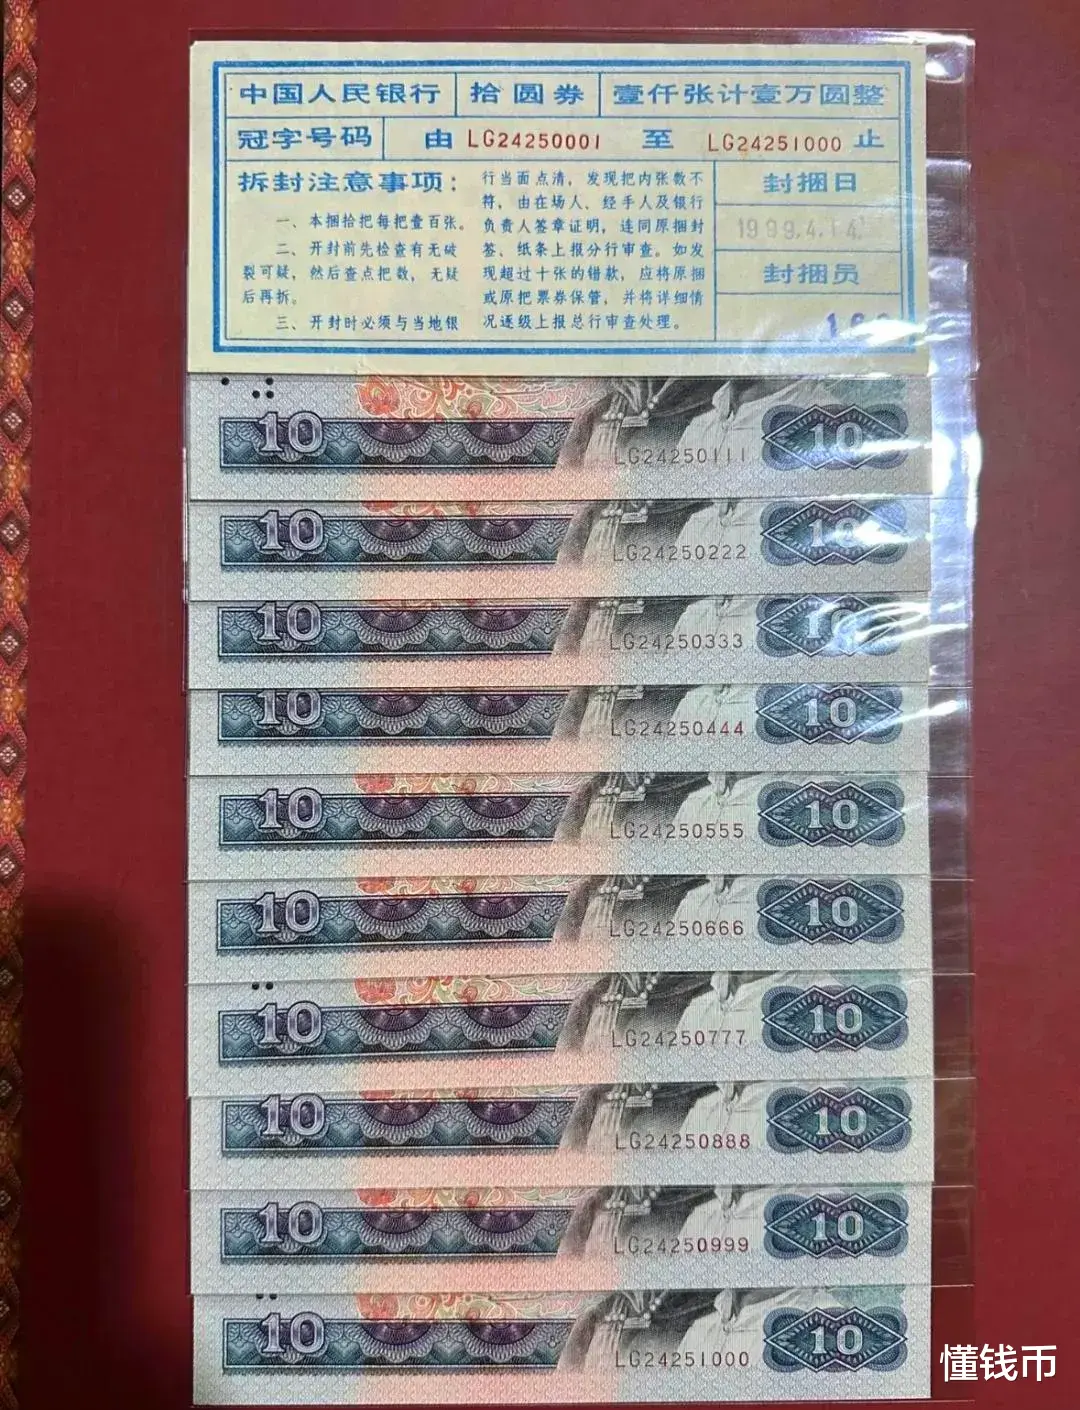 中国人民银行 拾圆券 壹仟张计壹万圆整
冠字号码 由 LG24250001 至 LG24251000 止
拆封注意事项：
一、本捆拾把每把壹百张。
二、开封前先检查有无破
裂可疑，然后查点把数，无疑
后再拆。
三、开封时必须与当地银
行当面点清，发现把内张数不
符，由在场人、经手人及银行
负责人签章证明，连同原捆封
签、纸条上报分行审查。如发
现超过十张的错款，应将原捆
或原把票券保管，并将详细情
况逐级上报总行审查处理。
封捆日
1999.4.14.
封捆员
10 LG24250111 10
10 LG24250222 10
10 LG24250333 10
10 LG24250444 10
10 LG24250555 10
10 LG24250666 10
10 LG24250777 10
10 LG24250888 10
10 LG24250999 10
10 LG24251000 10
懂钱币